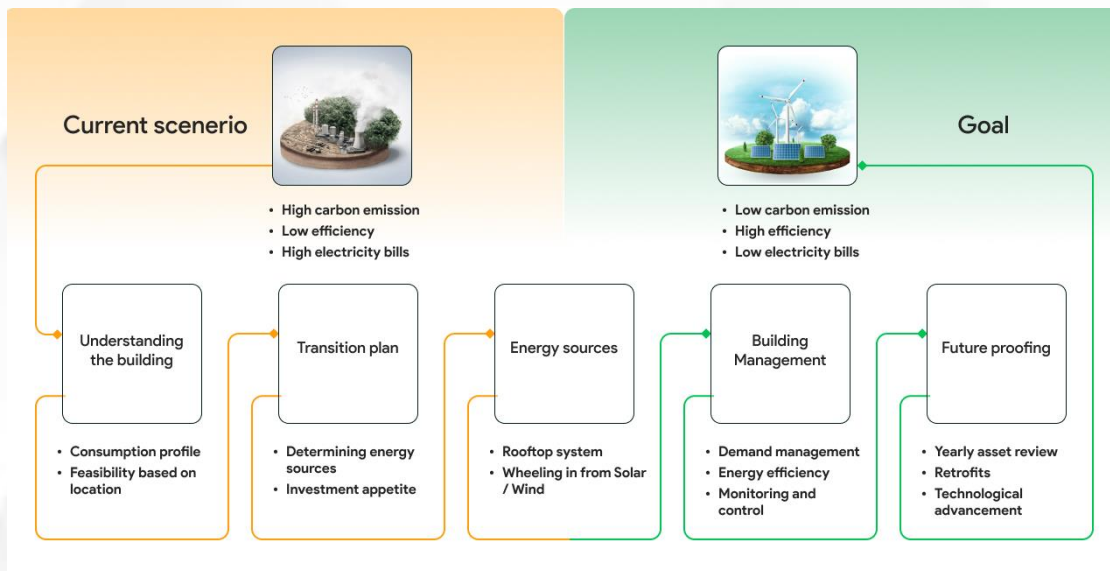 Current scenerio
Goal
• High carbon emission
• Low efficiency
• High electricity bills
• Low carbon emission
• High efficiency
• Low electricity bills
Understanding
the building
Transition plan
Energy sources
Building
Management
Future proofing
• Consumption profile
• Feasibility based on
location
• Determining energy
sources
• Investment appetite
• Rooftop system
• Wheeling in from Solar
/ Wind
• Demand management
• Energy efficiency
• Monitoring and
control
• Yearly asset review
• Retrofits
• Technological
advancement